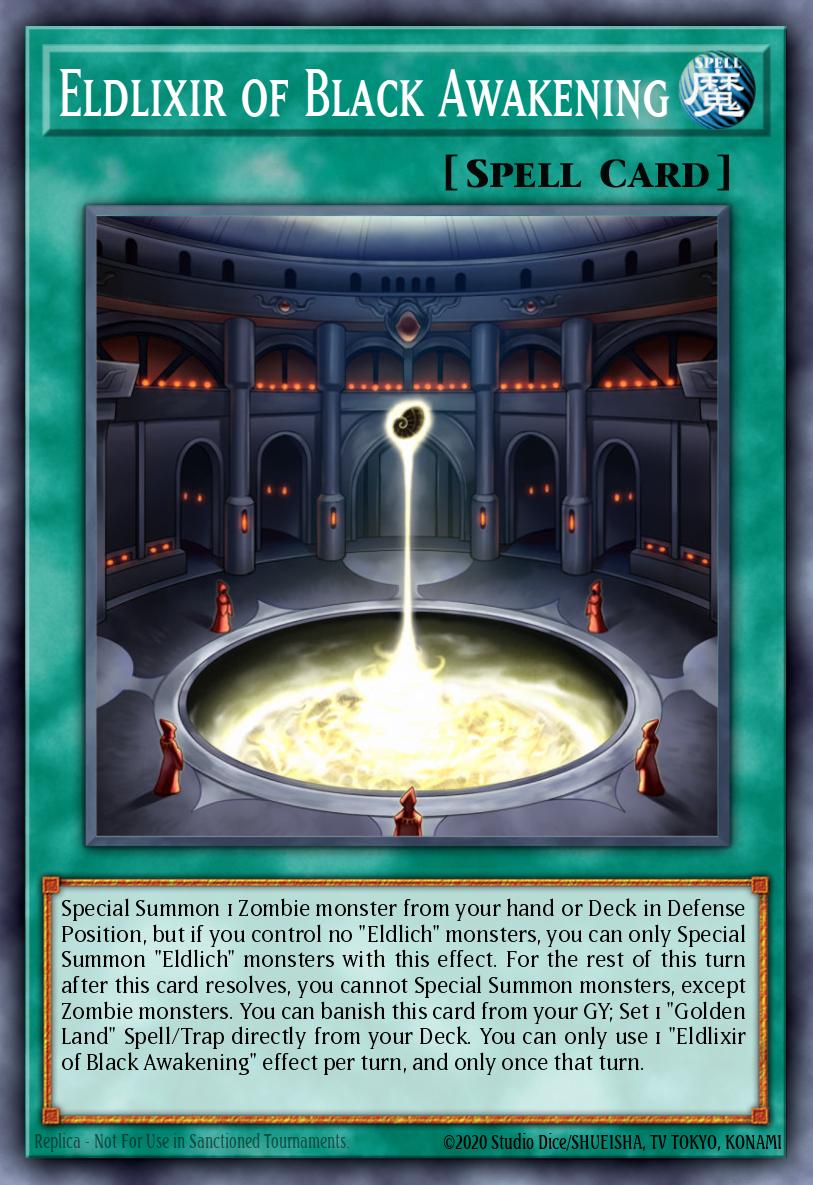 Eldlixir of Black Awakening
SPELL
魔
[ Spell Card ]
Special Summon 1 Zombie monster from your hand or Deck in Defense
Position, but if you control no "Eldlich" monsters, you can only Special
Summon "Eldlich" monsters with this effect. For the rest of this turn
after this card resolves, you cannot Special Summon monsters, except
Zombie monsters. You can banish this card from your GY; Set 1 "Golden
Land" Spell/Trap directly from your Deck. You can only use 1 "Eldlixir
of Black Awakening" effect per turn, and only once that turn.
Replica - Not For Use in Sanctioned Tournaments.
©2020 Studio Dice/SHUEISHA, TV TOKYO, KONAMI